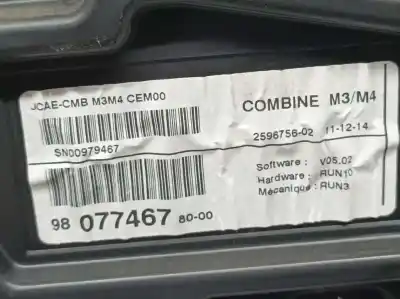 JCAE-CMB M3M4 CEM00
COMBINE M3/M4
SN00979467
2596756-02 11-12-14
Software : V05.02
Hardware : RUN10
Mécanique : RUN3
98 077467 80-00